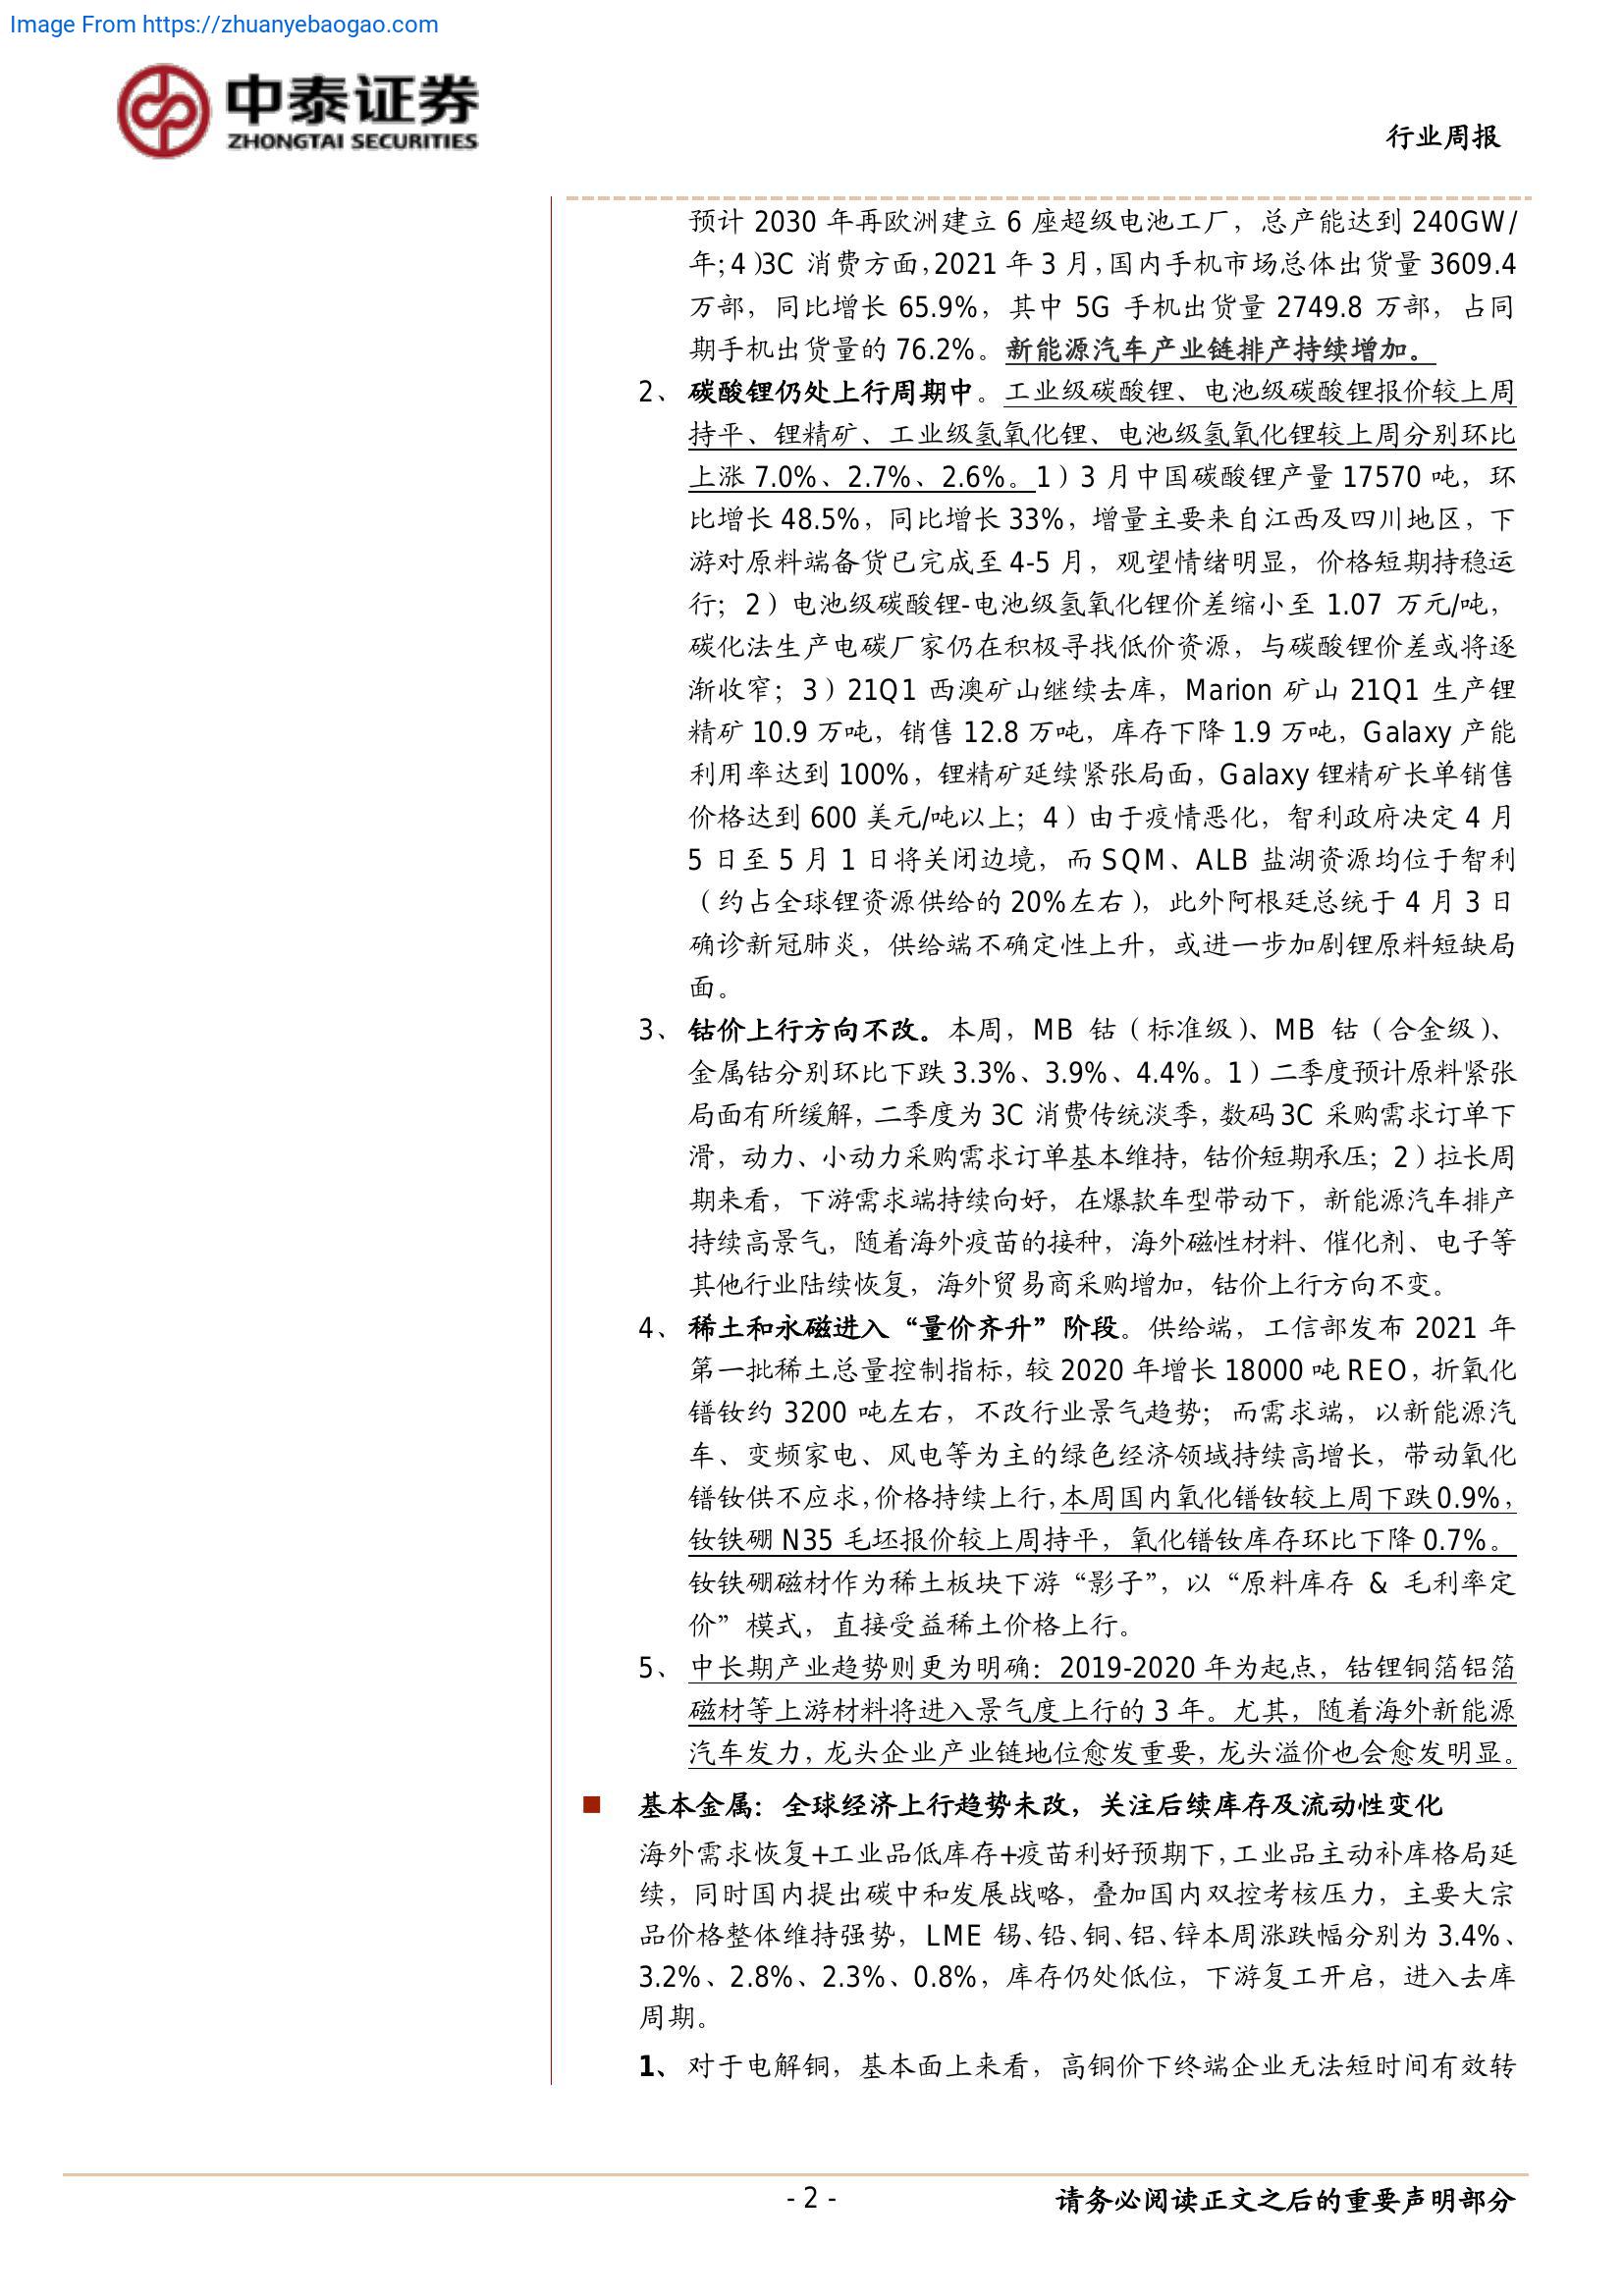 Image From https://zhuanyebaogao.com
中泰证券
ZHONGTAI SECURITIES
行业周报
预计 2030 年再欧洲建立 6 座超级电池工厂，总产能达到 240GW/
年；4）3C 消费方面，2021 年 3 月，国内手机市场总体出货量 3609.4
万部，同比增长 65.9%，其中 5G 手机出货量 2749.8 万部，占同
期手机出货量的 76.2%。新能源汽车产业链排产持续增加。
2、碳酸锂仍处上行周期中。工业级碳酸锂、电池级碳酸锂报价较上周
持平、锂精矿、工业级氢氧化锂、电池级氢氧化锂较上周分别环比
上涨 7.0%、2.7%、2.6%。1）3 月中国碳酸锂产量 17570 吨，环
比增长 48.5%，同比增长 33%，增量主要来自江西及四川地区，下
游对原料端备货已完成至 4-5 月，观望情绪明显，价格短期持稳运
行；2）电池级碳酸锂-电池级氢氧化锂价差缩小至 1.07 万元/吨，
碳化法生产电碳厂家仍在积极寻找低价资源，与碳酸锂价差或将逐
渐收窄；3）21Q1 西澳矿山继续去库，Marion 矿山 21Q1 生产锂
精矿 10.9 万吨，销售 12.8 万吨，库存下降 1.9 万吨，Galaxy 产能
利用率达到 100%，锂精矿延续紧张局面，Galaxy 锂精矿长单销售
价格达到 600 美元/吨以上；4）由于疫情恶化，智利政府决定 4 月
5 日至 5 月 1 日将关闭边境，而 SQM、ALB 盐湖资源均位于智利
（约占全球锂资源供给的 20%左右），此外阿根廷总统于 4 月 3 日
确诊新冠肺炎，供给端不确定性上升，或进一步加剧锂原料短缺局
面。
3、钴价上行方向不改。本周，MB 钴（标准级）、MB 钴（合金级）、
金属钴分别环比下跌 3.3%、3.9%、4.4%。1）二季度预计原料紧张
局面有所缓解，二季度为 3C 消费传统淡季，数码 3C 采购需求订单下
滑，动力、小动力采购需求订单基本维持，钴价短期承压；2）拉长周
期来看，下游需求端持续向好，在爆款车型带动下，新能源汽车排产
持续高景气，随着海外疫苗的接种，海外磁性材料、催化剂、电子等
其他行业陆续恢复，海外贸易商采购增加，钴价上行方向不变。
4、稀土和永磁进入“量价齐升”阶段。供给端，工信部发布 2021 年
第一批稀土总量控制指标，较 2020 年增长 18000 吨 REO，折氧化
镨钕约 3200 吨左右，不改行业景气趋势；而需求端，以新能源汽
车、变频家电、风电等为主的绿色经济领域持续高增长，带动氧化
镨钕供不应求，价格持续上行，本周国内氧化镨钕较上周下跌 0.9%，
钕铁硼 N35 毛坯报价较上周持平，氧化镨钕库存环比下降 0.7%。
钕铁硼磁材作为稀土板块下游“影子”，以“原料库存 & 毛利率定
价”模式，直接受益稀土价格上行。
5、中长期产业趋势则更为明确：2019-2020 年为起点，钴锂铜箔铝箔
磁材等上游材料将进入景气度上行的 3 年。尤其，随着海外新能源
汽车发力，龙头企业产业链地位愈发重要，龙头溢价也会愈发明显。
■ 基本金属：全球经济上行趋势未改，关注后续库存及流动性变化
海外需求恢复+工业品低库存+疫苗利好预期下，工业品主动补库格局延
续，同时国内提出碳中和发展战略，叠加国内双控考核压力，主要大宗
品价格整体维持强势，LME 锡、铅、铜、铝、锌本周涨跌幅分别为 3.4%、
3.2%、2.8%、2.3%、0.8%，库存仍处低位，下游复工开启，进入去库
周期。
1、对于电解铜，基本面上来看，高铜价下终端企业无法短时间有效转
- 2 -
请务必阅读正文之后的重要声明部分